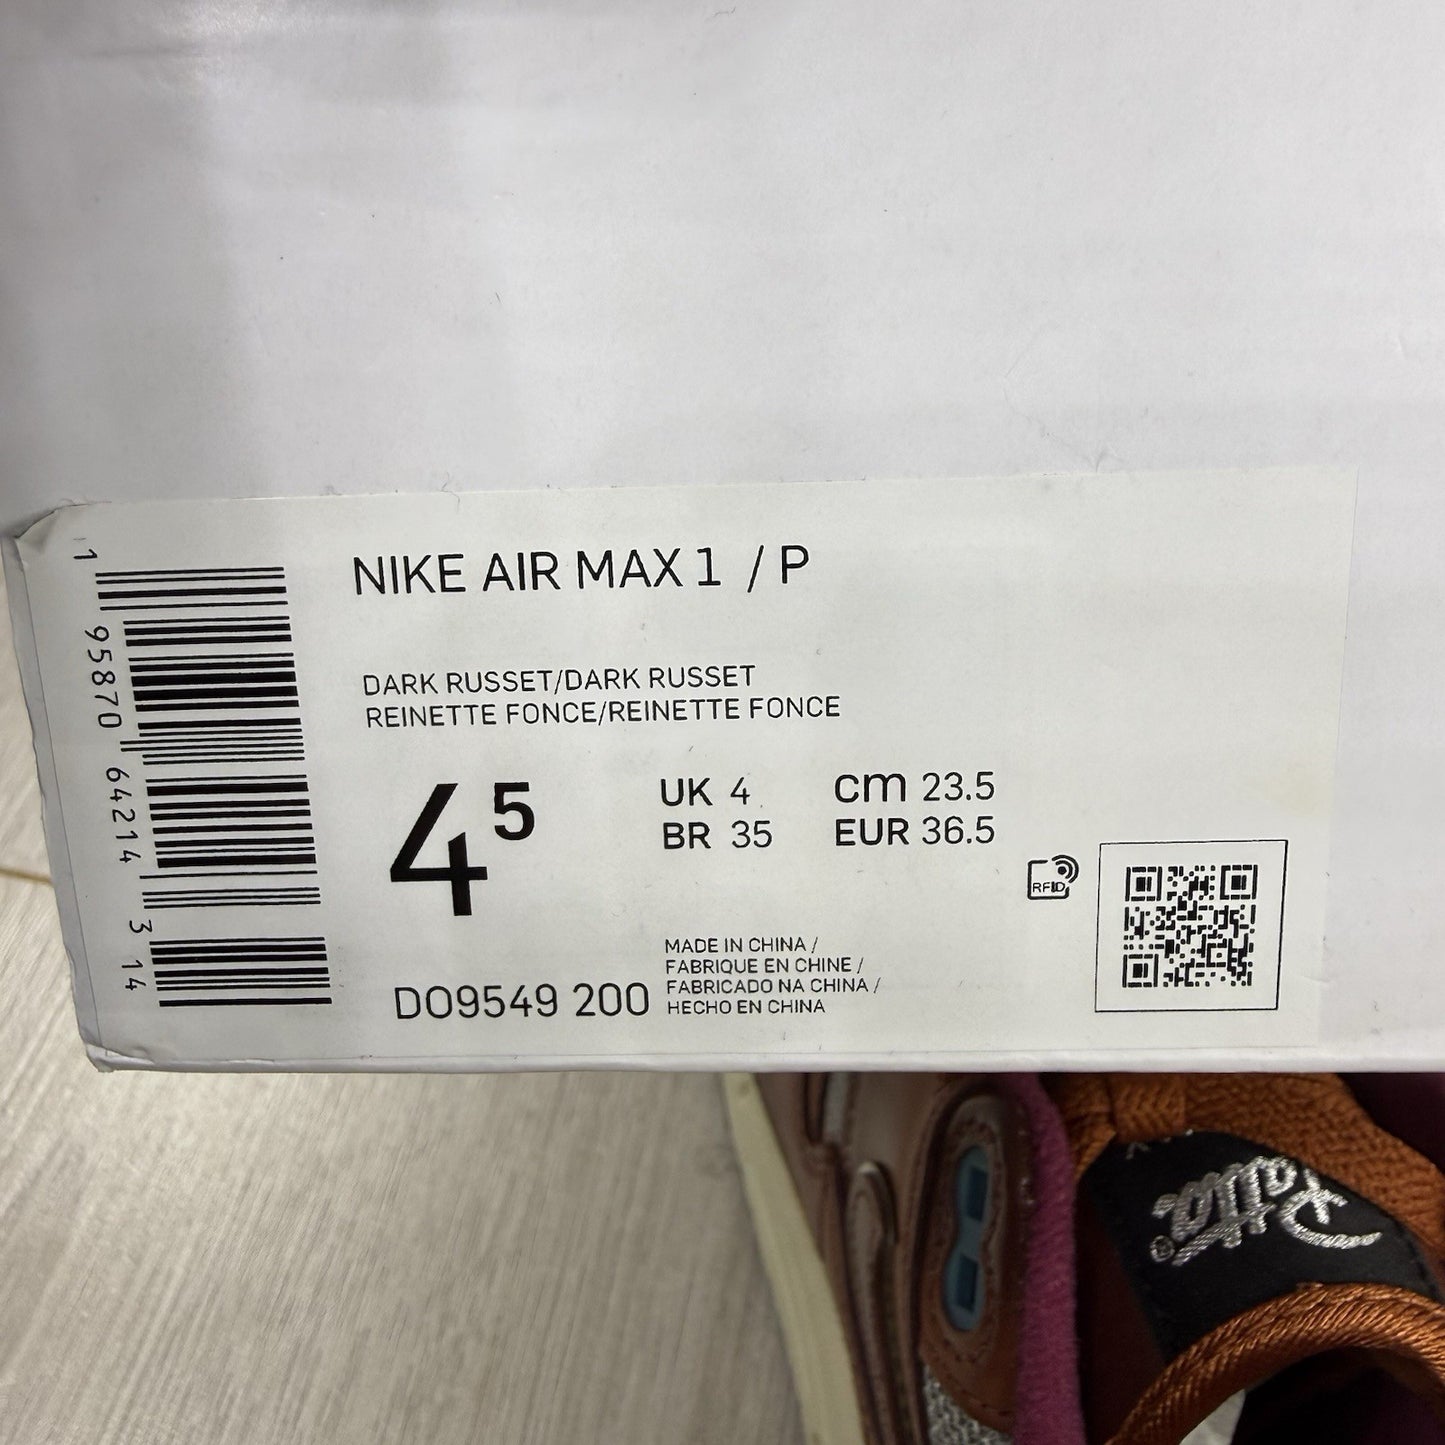 NIKE AIR MAX 1 / P
DARK RUSSET/DARK RUSSET
REINETTE FONCE/REINETTE FONCE
4 5
UK 4 cm 23.5
BR 35 EUR 36.5
RFID
MADE IN CHINA /
FABRIQUE EN CHINE /
FABRICADO NA CHINA /
HECHO EN CHINA
DO9549 200
1 95870 64214 3 14
Patta®